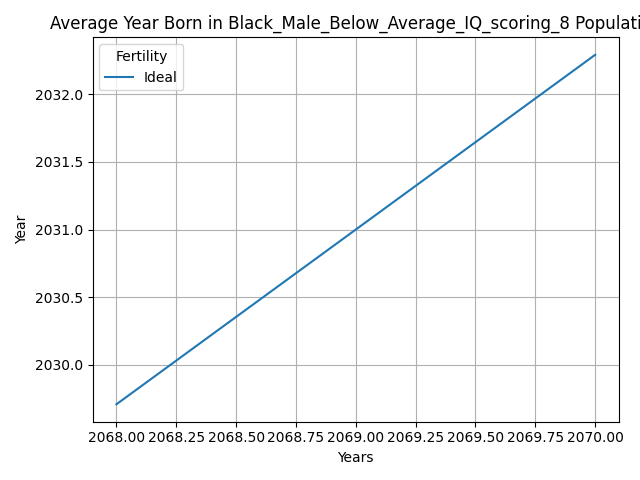 Average Year Born in Black_Male_Below_Average_IQ_scoring_8 Populati
Fertility
Ideal
2032.0
2031.5
2031.0
2030.5
2030.0
Year
2068.00 2068.25 2068.50 2068.75 2069.00 2069.25 2069.50 2069.75 2070.00
Years